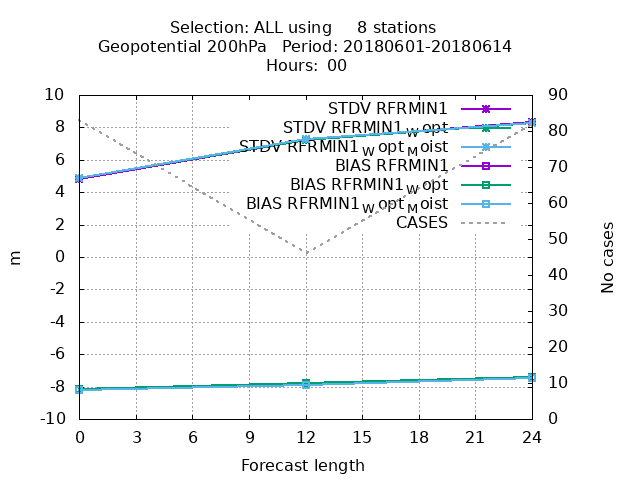 Selection: ALL using     8 stations
Geopotential 200hPa   Period: 20180601-20180614
Hours: 00
10
8
6
4
2
0
-2
-4
-6
-8
-10
m
90
80
70
60
50
40
30
20
10
0
No cases
STDV RFRMIN1
STDV RFRMIN1_W opt
STDV RFRMIN1_W opt_M oist
BIAS RFRMIN1
BIAS RFRMIN1_W opt
BIAS RFRMIN1_W opt_M oist
CASES
0 3 6 9 12 15 18 21 24
Forecast length